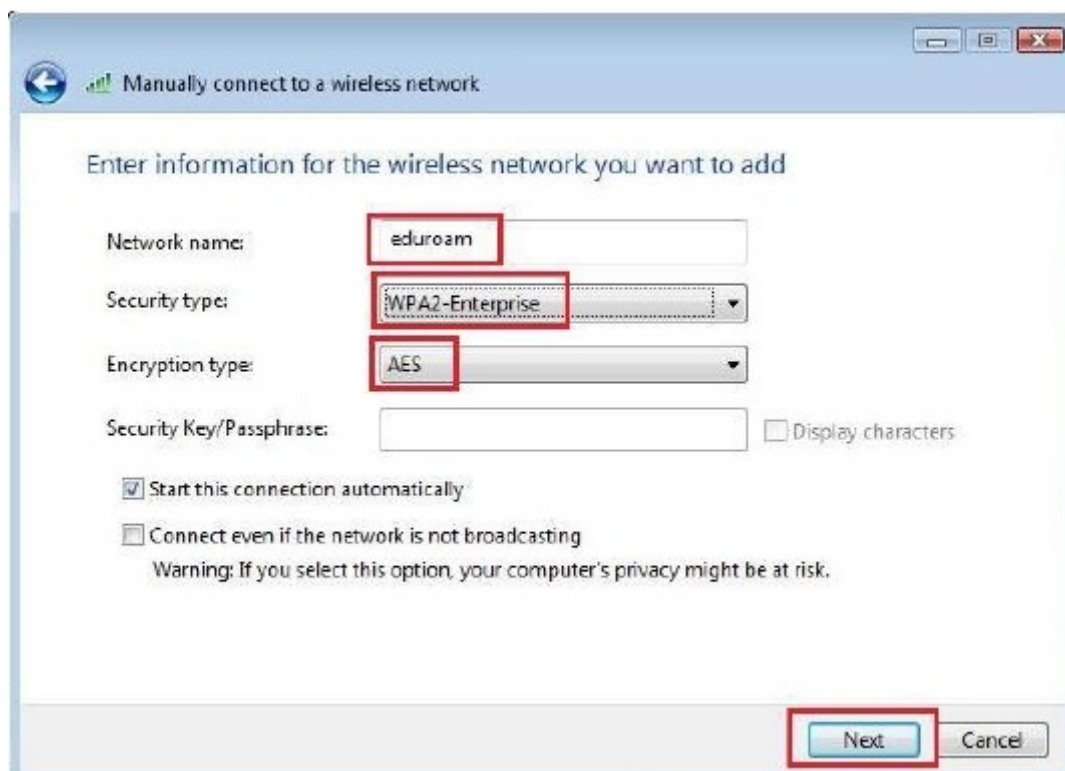 Manually connect to a wireless network
Enter information for the wireless network you want to add
Network name: eduroam
Security type: WPA2-Enterprise
Encryption type: AES
Security Key/Passphrase: Display characters
Start this connection automatically
Connect even if the network is not broadcasting
Warning: If you select this option, your computer's privacy might be at risk.
Next Cancel